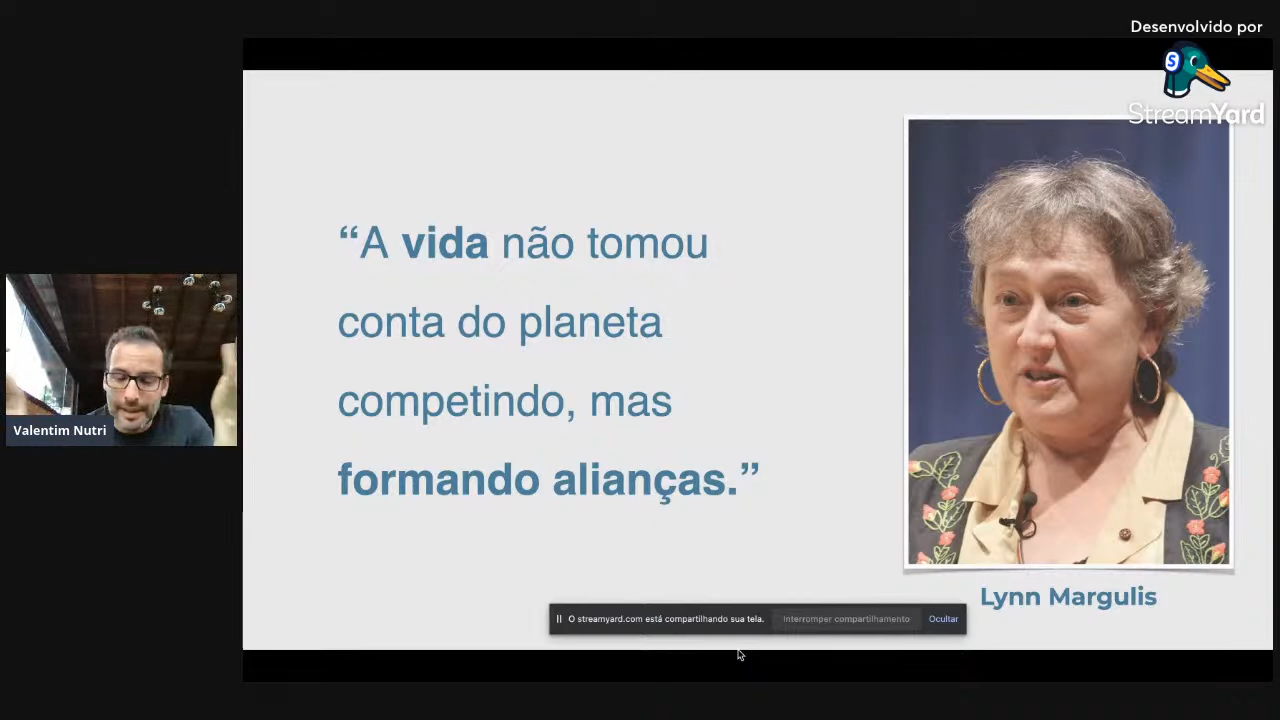 Desenvolvido por
StreamYard
“A vida não tomou
conta do planeta
competindo, mas
formando alianças.”
Valentim Nutri
Lynn Margulis
O streamyard.com está compartilhando sua tela. Interromper compartilhamento Ocultar